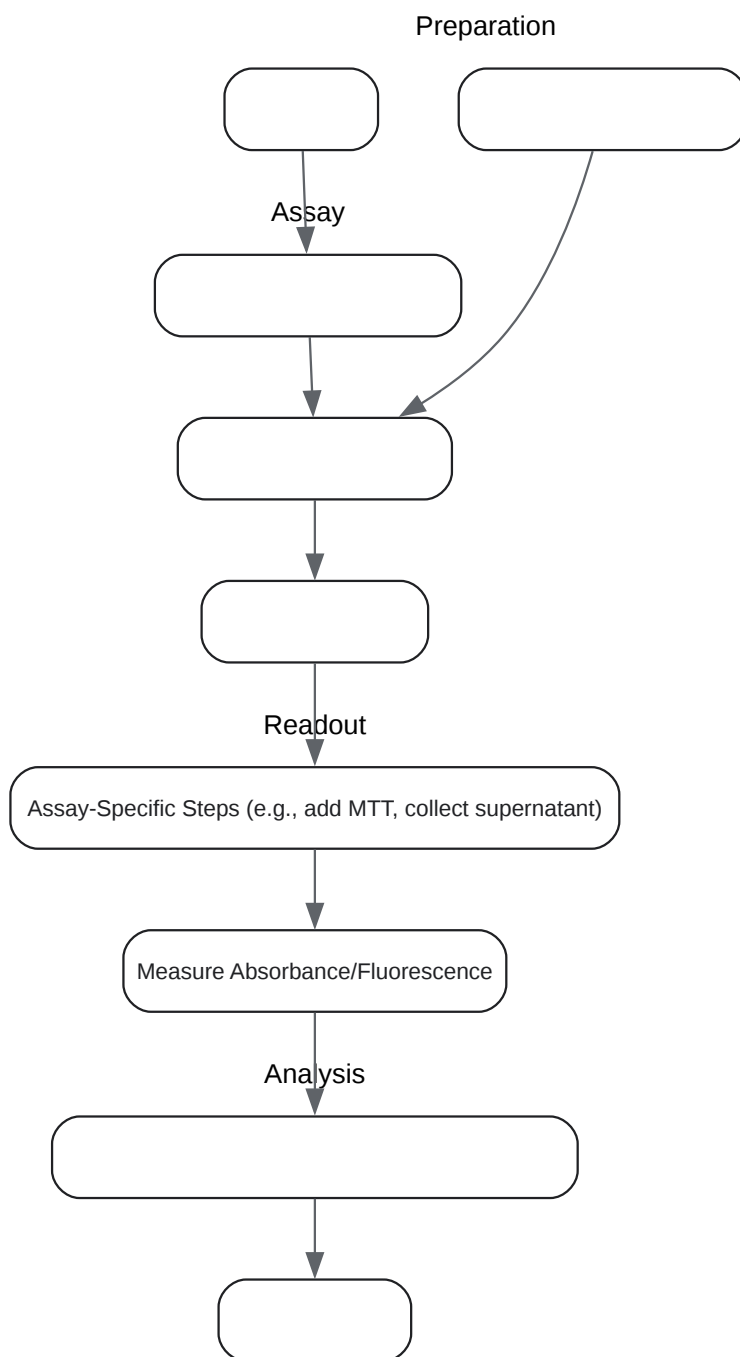 Preparation
Assay
Readout
Assay-Specific Steps (e.g., add MTT, collect supernatant)
Measure Absorbance/Fluorescence
Analysis